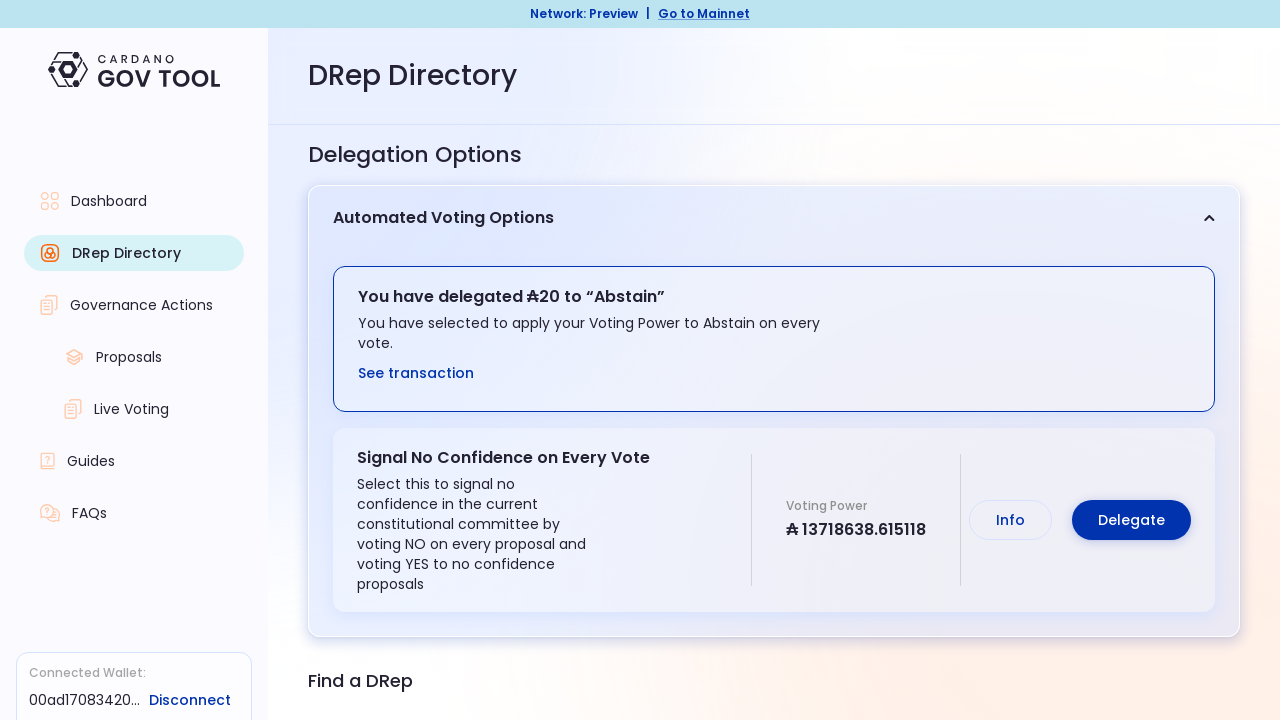 Network: Preview | Go to Mainnet
CARDANO
GOV TOOL
Dashboard
DRep Directory
Governance Actions
Proposals
Live Voting
Guides
FAQs
Connected Wallet:
00ad17083420... Disconnect
DRep Directory
Delegation Options
Automated Voting Options
You have delegated ₳20 to “Abstain”
You have selected to apply your Voting Power to Abstain on every
vote.
See transaction
Signal No Confidence on Every Vote
Select this to signal no
confidence in the current
constitutional committee by
voting NO on every proposal and
voting YES to no confidence
proposals
Voting Power
₳ 13718638.615118
Info
Delegate
Find a DRep